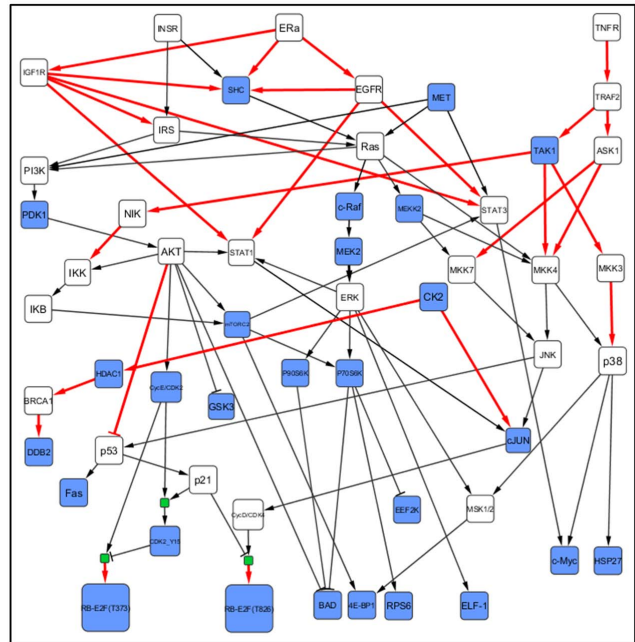 INSR
ERa
TNFR
IGF1R
SHC
EGFR
MET
TRAF2
IRS
Ras
TAK1
ASK1
PI3K
PDK1
NIK
c-Raf
MEKK2
STAT3
IKK
AKT
STAT1
MEK2
MKK7
MKK4
MKK3
IKB
mTORC2
ERK
CK2
HDAC1
CycE/CDK2
P90S6K
P70S6K
JNK
p38
BRCA1
GSK3
DDB2
p53
cJUN
Fas
p21
CycD/CDK4
EEF2K
MSK1/2
CDK2_Y15
c-Myc
HSP27
RB-E2F(T373)
RB-E2F(T826)
BAD
4E-BP1
RPS6
ELF-1